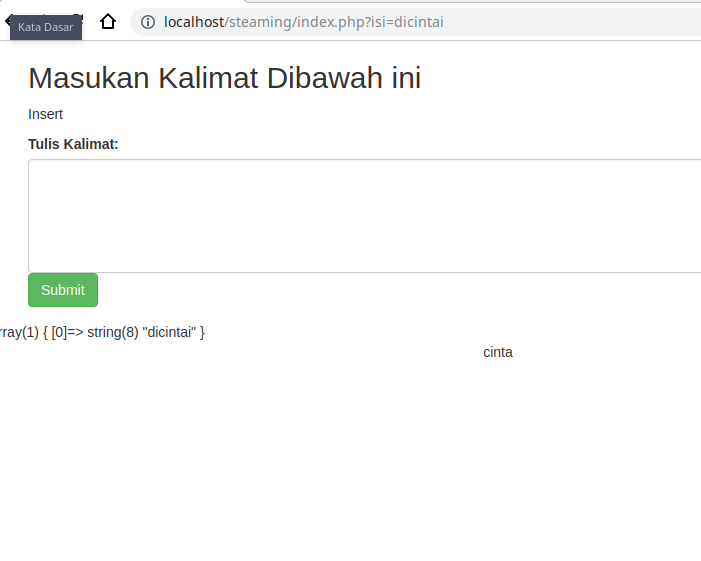 Kata Dasar
localhost/steaming/index.php?isi=dicintai
Masukan Kalimat Dibawah ini
Insert
Tulis Kalimat:
Submit
rray(1) { [0]=> string(8) "dicintai" }
cinta